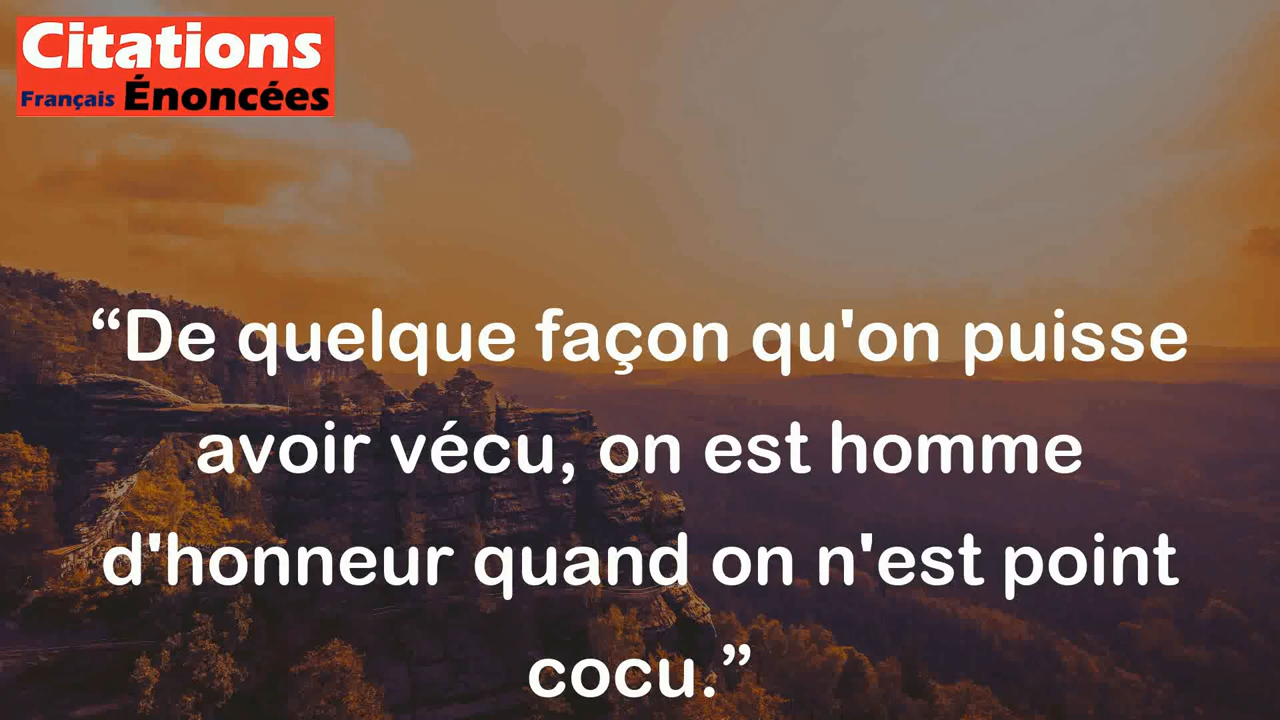 Citations
Français Énoncées
“De quelque façon qu'on puisse
avoir vécu, on est homme
d'honneur quand on n'est point
cocu.”